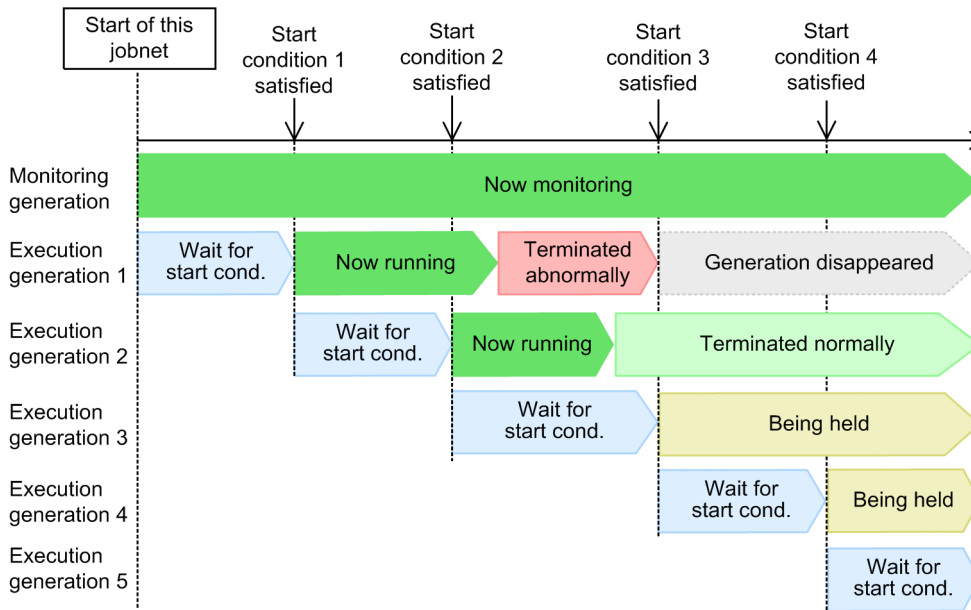 Start of this
jobnet
Start
condition 1
satisfied
Start
condition 2
satisfied
Start
condition 3
satisfied
Start
condition 4
satisfied
Monitoring
generation
Now monitoring
Execution
generation 1
Wait for
start cond.
Now running
Terminated
abnormally
Generation disappeared
Execution
generation 2
Wait for
start cond.
Now running
Terminated normally
Execution
generation 3
Wait for
start cond.
Being held
Execution
generation 4
Wait for
start cond.
Being held
Execution
generation 5
Wait for
start cond.